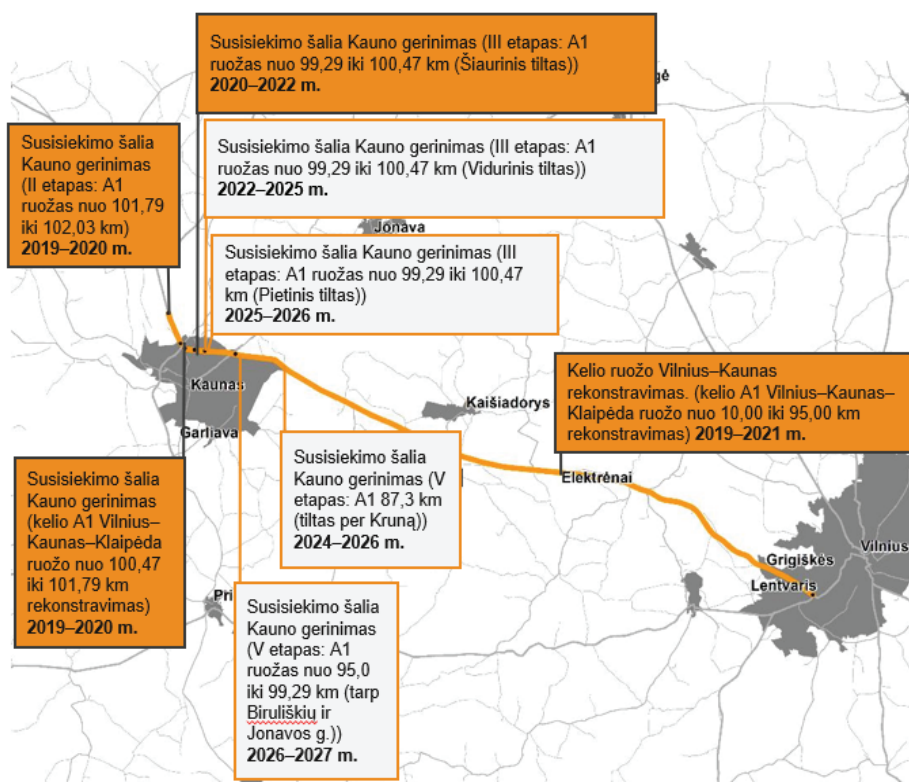 Susisiekimo šalia Kauno gerinimas (III etapas: A1
ruožas nuo 99,29 iki 100,47 km (Šiaurinis tiltas))
2020–2022 m.
gė
Susisiekimo šalia
Kauno gerinimas
(II etapas: A1
ruožas nuo 101,79
iki 102,03 km)
2019–2020 m.
Susisiekimo šalia Kauno gerinimas (III etapas: A1
ruožas nuo 99,29 iki 100,47 km (Vidurinis tiltas))
2022–2025 m.
Jonava
Susisiekimo šalia Kauno gerinimas (III
etapas: A1 ruožas nuo 99,29 iki 100,47
km (Pietinis tiltas))
2025–2026 m.
Kaunas
Garliava
Kaišiadorys
Kelio ruožo Vilnius–Kaunas
rekonstravimas. (kelio A1 Vilnius–Kaunas–
Klaipėda ruožo nuo 10,00 iki 95,00 km
rekonstravimas) 2019–2021 m.
Elektrėnai
Susisiekimo šalia
Kauno gerinimas
(kelio A1 Vilnius–
Kaunas–Klaipėda
ruožo nuo 100,47
iki 101,79 km
rekonstravimas)
2019–2020 m.
Susisiekimo šalia
Kauno gerinimas (V
etapas: A1 87,3 km
(tiltas per Kruną))
2024–2026 m.
Vilnius
Grigiškės
Lentvaris
Pri
Susisiekimo šalia
Kauno gerinimas
(V etapas: A1
ruožas nuo 95,0
iki 99,29 km (tarp
Biruliškių ir
Jonavos g.))
2026–2027 m.